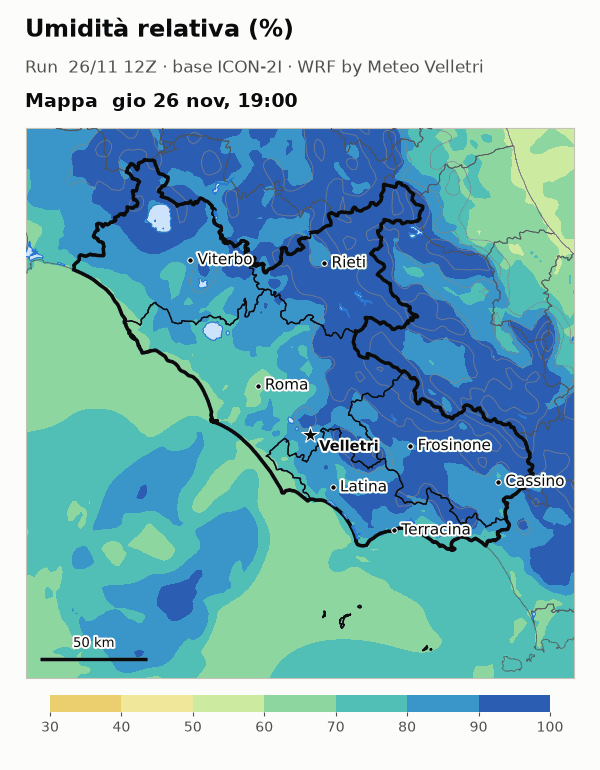 Umidità relativa (%)
Run  26/11 12Z · base ICON-2I · WRF by Meteo Velletri
Mappa  gio 26 nov, 19:00
Viterbo
Rieti
Roma
Velletri
Frosinone
Latina
Cassino
Terracina
50 km
30 40 50 60 70 80 90 100